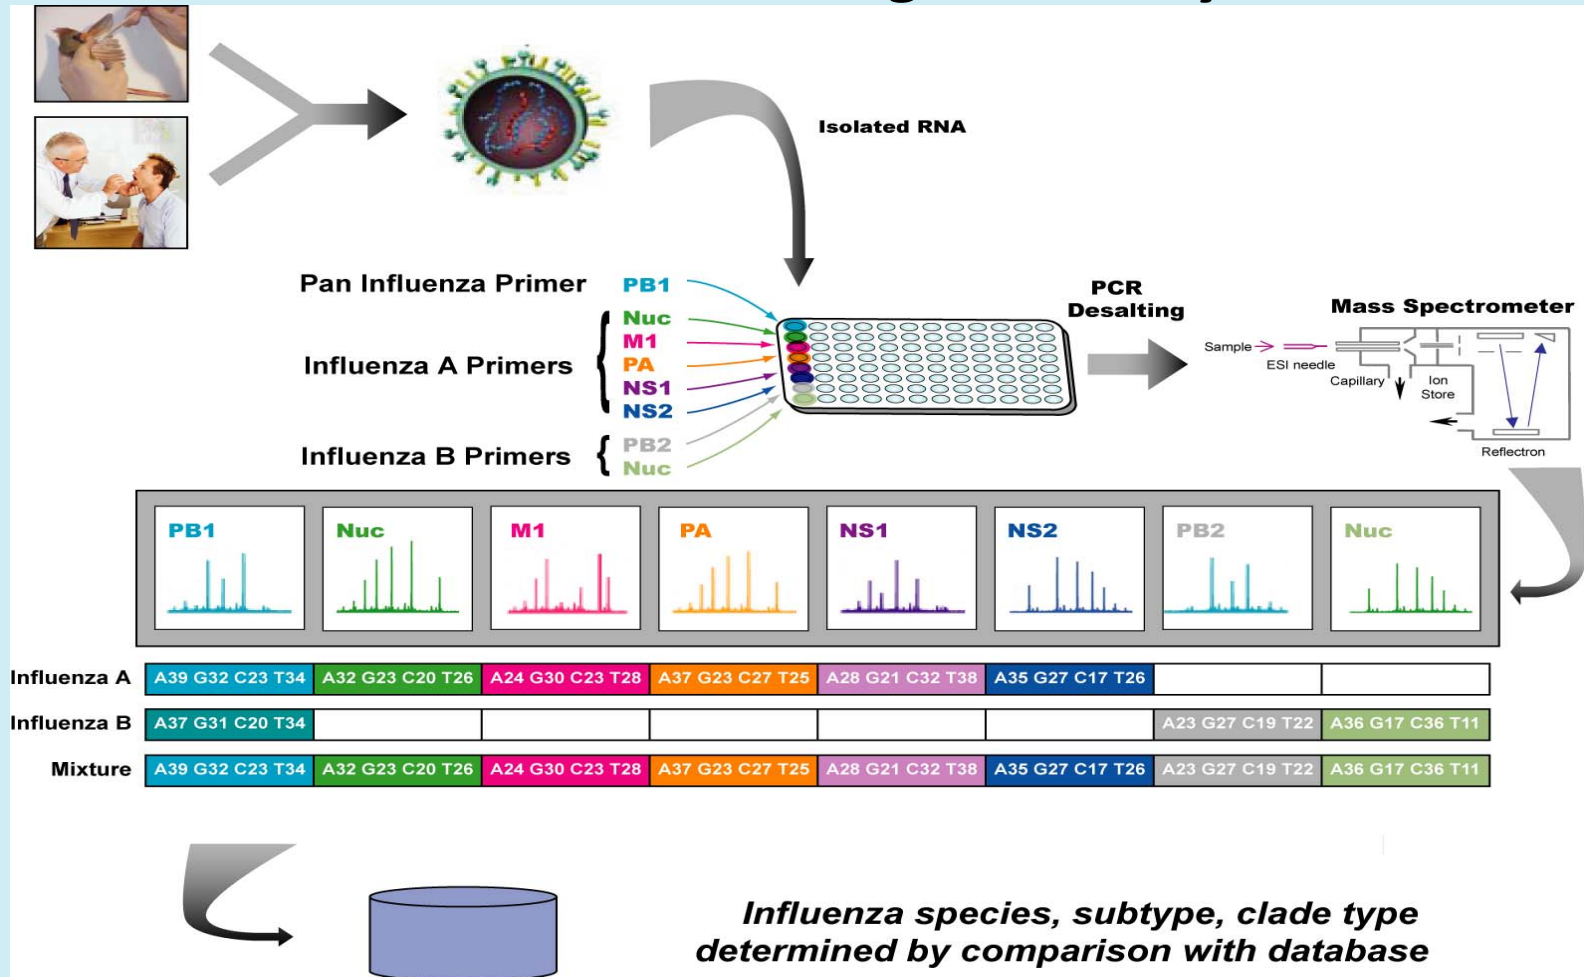 Isolated RNA
Pan Influenza Primer PB1
Influenza A Primers
Nuc
M1
PA
NS1
NS2
Influenza B Primers
PB2
Nuc
PCR
Desalting
Mass Spectrometer
Sample
ESI needle
Capillary
Ion
Store
Reflectron
PB1 Nuc M1 PA NS1 NS2 PB2 Nuc
Influenza A A39 G32 C23 T34 A32 G23 C20 T26 A24 G30 C23 T28 A37 G23 C27 T25 A28 G21 C32 T38 A35 G27 C17 T26
Influenza B A37 G31 C20 T34 A23 G27 C19 T22 A36 G17 C36 T11
Mixture A39 G32 C23 T34 A32 G23 C20 T26 A24 G30 C23 T28 A37 G23 C27 T25 A28 G21 C32 T38 A35 G27 C17 T26 A23 G27 C19 T22 A36 G17 C36 T11
Influenza species, subtype, clade type
determined by comparison with database